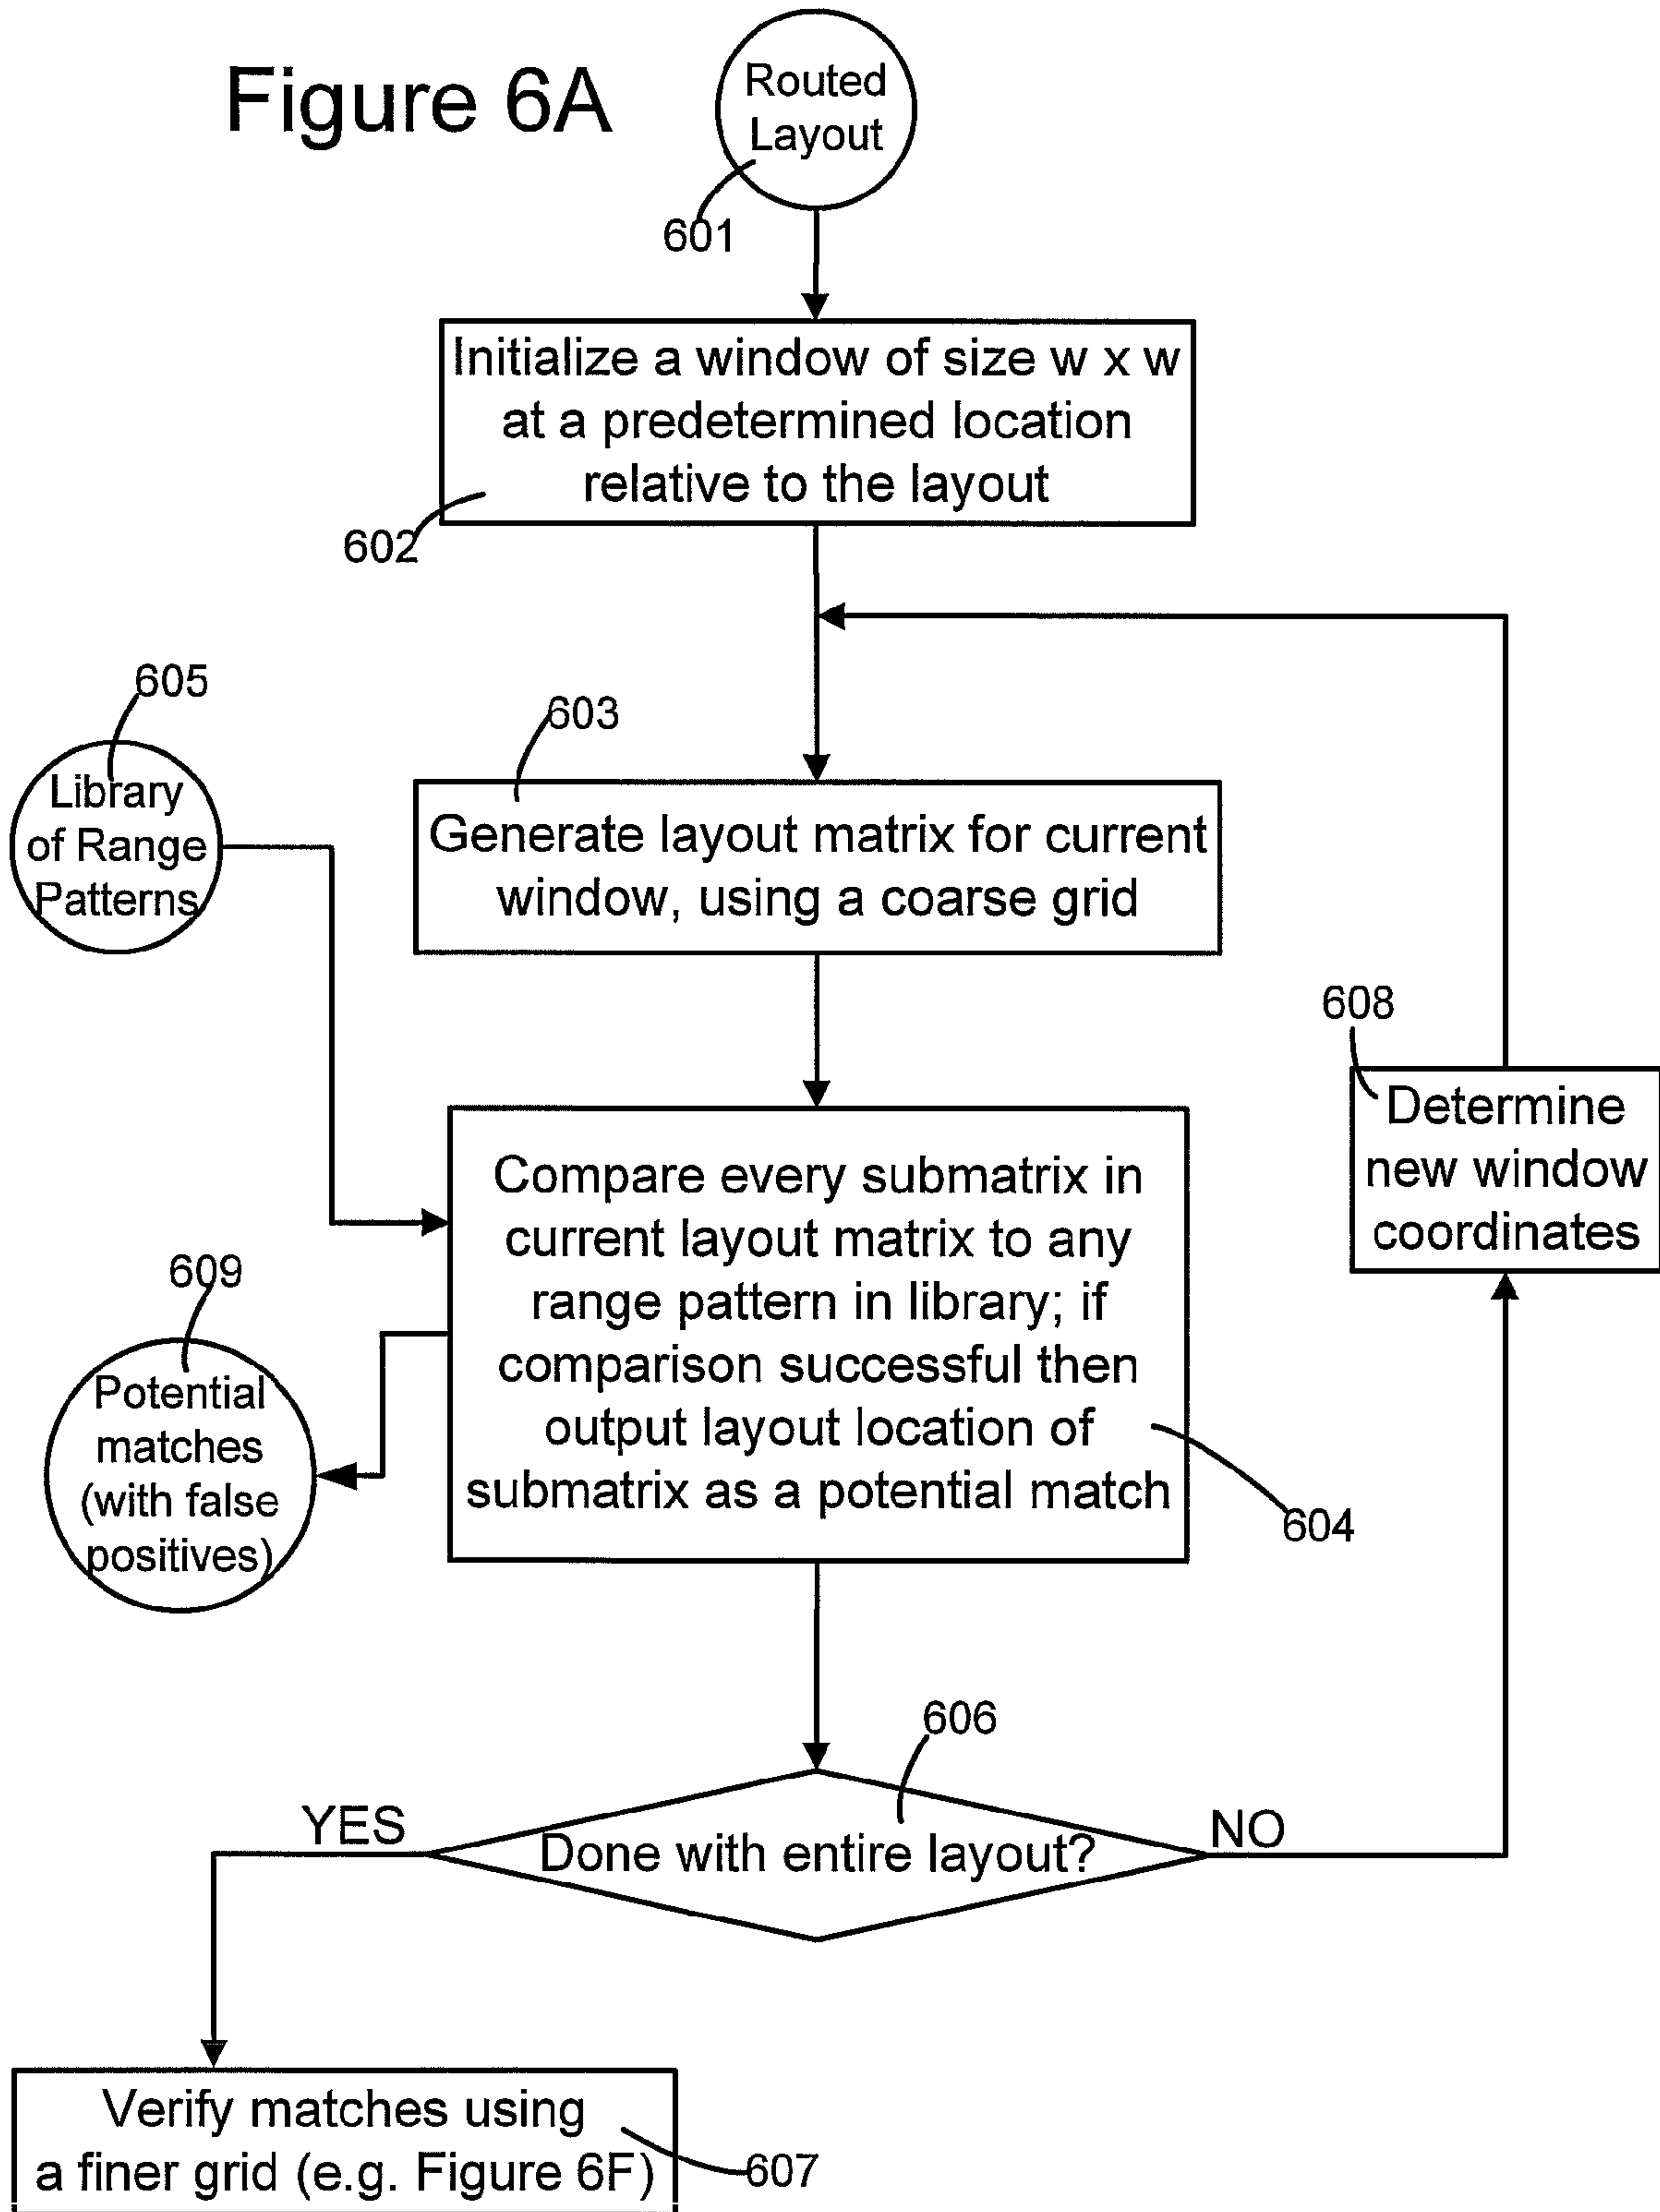 Figure 6A
Routed
Layout
601
Initialize a window of size w x w
at a predetermined location
relative to the layout
602
605
603
Library
of Range
Patterns
Generate layout matrix for current
window, using a coarse grid
608
Determine
new window
coordinates
Compare every submatrix in
current layout matrix to any
range pattern in library; if
comparison successful then
output layout location of
submatrix as a potential match
609
Potential
matches
(with false
positives)
604
606
YES
Done with entire layout?
NO
Verify matches using
a finer grid (e.g. Figure 6F)
607